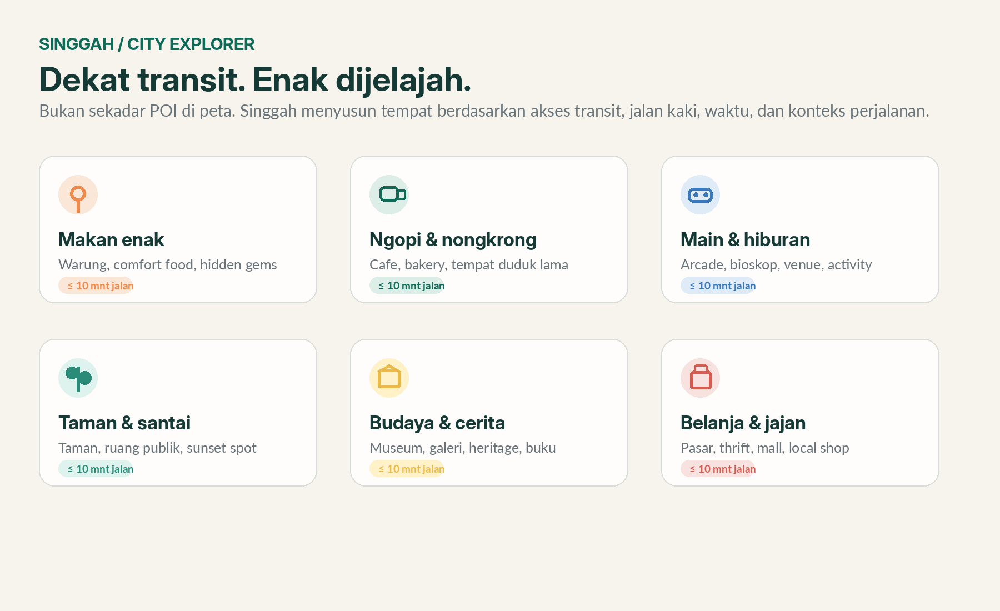 SINGGAH / CITY EXPLORER
Dekat transit. Enak dijelajah.
Bukan sekadar POI di peta. Singgah menyusun tempat berdasarkan akses transit, jalan kaki, waktu, dan konteks perjalanan.
Makan enak
Warung, comfort food, hidden gems
≤ 10 mnt jalan
Ngopi & nongkrong
Cafe, bakery, tempat duduk lama
≤ 10 mnt jalan
Main & hiburan
Arcade, bioskop, venue, activity
≤ 10 mnt jalan
Taman & santai
Taman, ruang publik, sunset spot
≤ 10 mnt jalan
Budaya & cerita
Museum, galeri, heritage, buku
≤ 10 mnt jalan
Belanja & jajan
Pasar, thrift, mall, local shop
≤ 10 mnt jalan